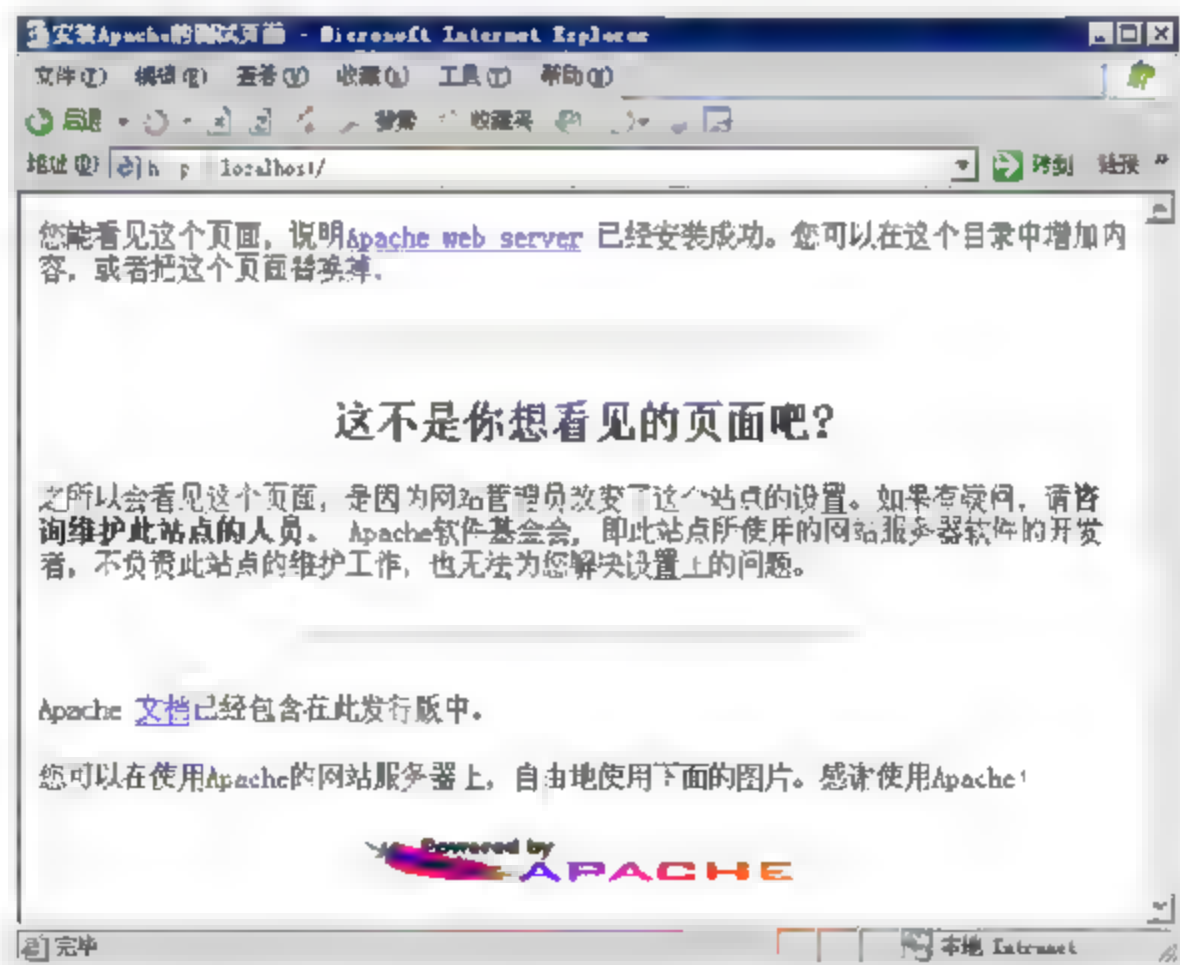 安装Apache的测试页面 - Microsoft Internet Explorer
文件(F) 编辑(E) 查看(V) 收藏(A) 工具(T) 帮助(H)
后退 搜索 收藏夹
地址(D) localhost/ 转到 链接
您能看见这个页面，说明Apache web server 已经安装成功。您可以在这个目录中增加内
容，或者把这个页面替换掉。
这不是你想看见的页面吧?
之所以会看见这个页面，是因为网站管理员改变了这个站点的设置。如果有疑问，请咨
询维护此站点的人员。 Apache软件基金会，即此站点所使用的网站服务器软件的开发
者，不负责此站点的维护工作，也无法为您解决设置上的问题。
Apache 文档已经包含在此发行版中。
您可以在使用Apache的网站服务器上，自由地使用下面的图片。感谢使用Apache!
Powered by
APACHE
完毕 本地 Intranet